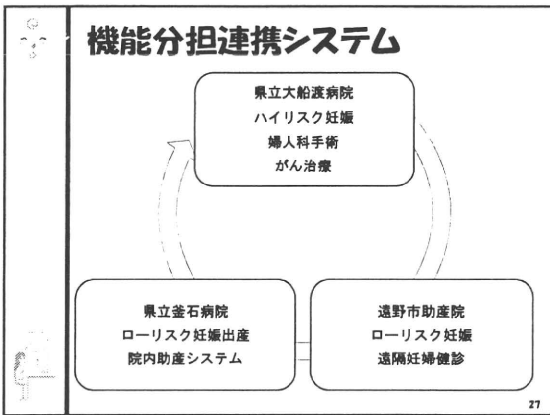 機能分担連携システム
県立大船渡病院
ハイリスク妊娠
婦人科手術
がん治療
県立釜石病院
ローリスク妊娠出産
院内助産システム
遠野市助産院
ローリスク妊娠
遠隔妊婦健診
27